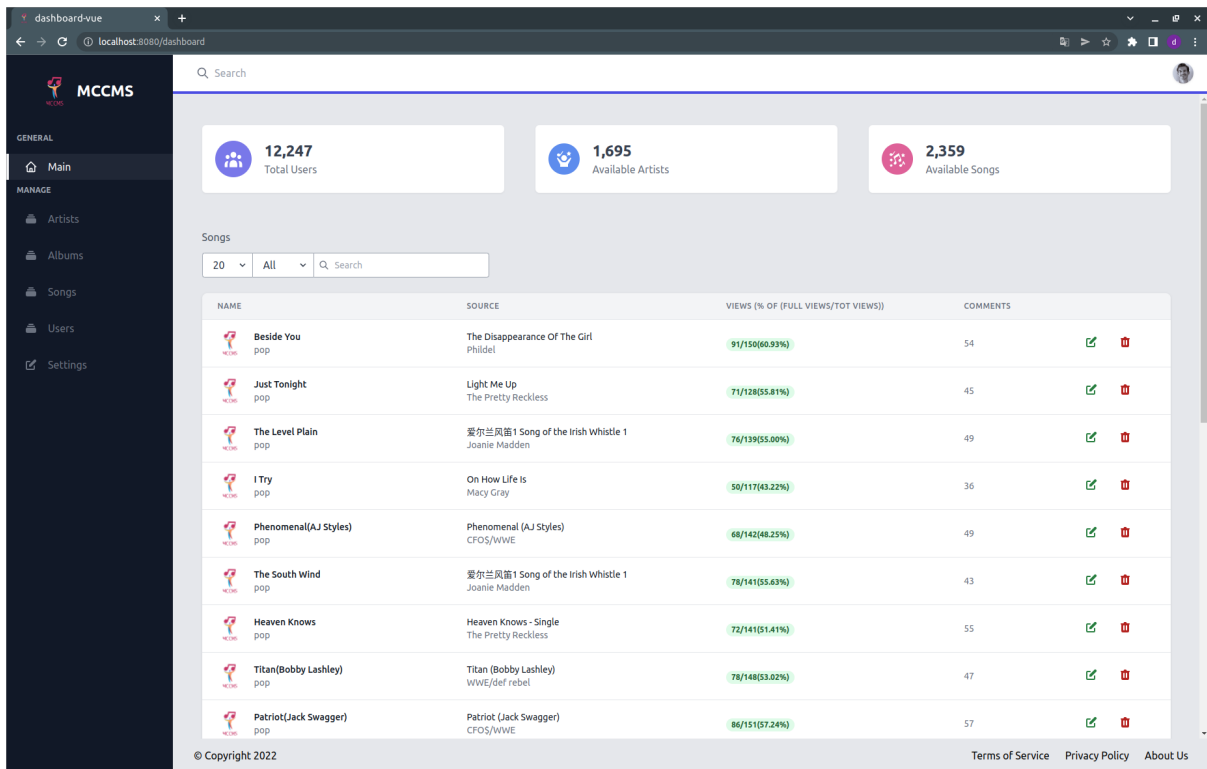 dashboard-vue
localhost:8080/dashboard
d
MCCMS
MCCMS
Search
GENERAL
Main
MANAGE
Artists
Albums
Songs
Users
Settings
12,247
Total Users
1,695
Available Artists
2,359
Available Songs
Songs
20 All Search
NAME SOURCE VIEWS (% OF (FULL VIEWS/TOT VIEWS)) COMMENTS
MCCMS
Beside You The Disappearance Of The Girl 91/150(60.93%) 54
pop Phildel
MCCMS
Just Tonight Light Me Up 71/128(55.81%) 45
pop The Pretty Reckless
MCCMS
The Level Plain 爱尔兰风笛1 Song of the Irish Whistle 1 76/139(55.00%) 49
pop Joanie Madden
MCCMS
I Try On How Life Is 50/117(43.22%) 36
pop Macy Gray
MCCMS
Phenomenal(AJ Styles) Phenomenal (AJ Styles) 68/142(48.25%) 49
pop CFO$/WWE
MCCMS
The South Wind 爱尔兰风笛1 Song of the Irish Whistle 1 78/141(55.63%) 43
pop Joanie Madden
MCCMS
Heaven Knows Heaven Knows - Single 72/141(51.41%) 55
pop The Pretty Reckless
MCCMS
Titan(Bobby Lashley) Titan (Bobby Lashley) 78/148(53.02%) 47
pop WWE/def rebel
MCCMS
Patriot(Jack Swagger) Patriot (Jack Swagger) 86/151(57.24%) 57
pop CFO$/WWE
© Copyright 2022 Terms of Service Privacy Policy About Us